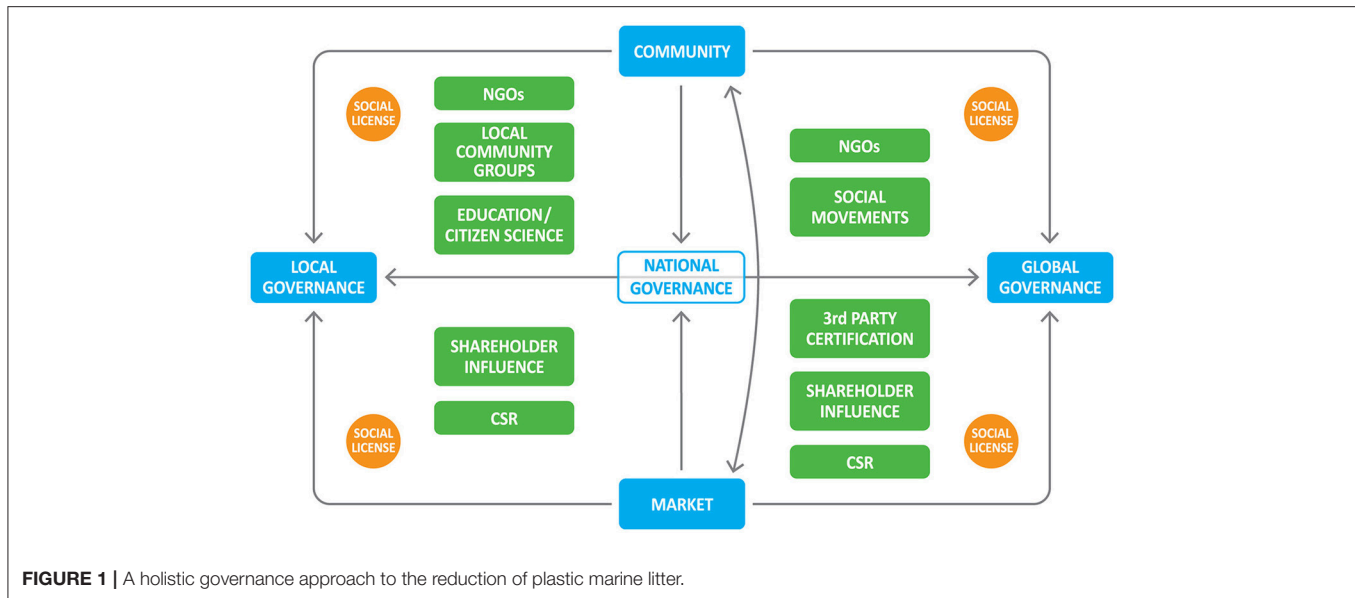 COMMUNITY
SOCIAL
LICENSE
NGOs
LOCAL
COMMUNITY
GROUPS
EDUCATION/
CITIZEN SCIENCE
SOCIAL
LICENSE
NGOs
SOCIAL
MOVEMENTS
LOCAL
GOVERNANCE
NATIONAL
GOVERNANCE
GLOBAL
GOVERNANCE
SHAREHOLDER
INFLUENCE
CSR
SOCIAL
LICENSE
3rd PARTY
CERTIFICATION
SHAREHOLDER
INFLUENCE
CSR
SOCIAL
LICENSE
MARKET
FIGURE 1 | A holistic governance approach to the reduction of plastic marine litter.